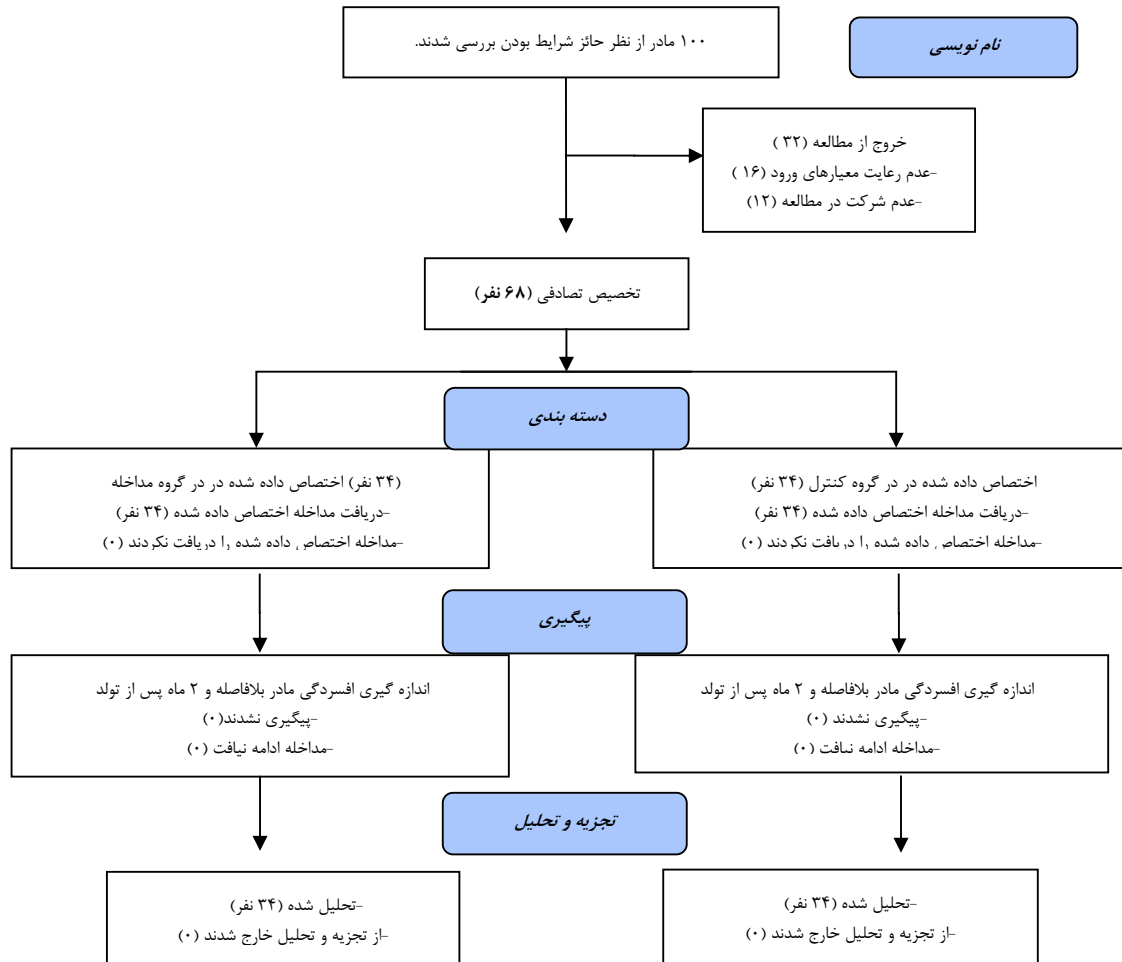 ۱۰۰ مادر از نظر حائز شرایط بودن بررسی شدند.
نام نویسی
خروج از مطالعه (۳۲ )
-عدم رعایت معیارهای ورود (۱۶ )
-عدم شرکت در مطالعه (۱۲)
تخصیص تصادفی (۶۸ نفر)
دسته بندی
اختصاص داده شده در در گروه کنترل (۳۴ نفر)
-دریافت مداخله اختصاص داده شده (۳۴ نفر)
-مداخله اختصاص داده شده را دریافت نکردند (۰)
(۳۴ نفر) اختصاص داده شده در در گروه مداخله
-دریافت مداخله اختصاص داده شده (۳۴ نفر)
-مداخله اختصاص داده شده را دریافت نکردند (۰)
پیگیری
اندازه گیری افسردگی مادر بلافاصله و ۲ ماه پس از تولد
-پیگیری نشدند (۰)
-مداخله ادامه نیافت (۰)
اندازه گیری افسردگی مادر بلافاصله و ۲ ماه پس از تولد
-پیگیری نشدند(۰)
-مداخله ادامه نیافت (۰)
تجزیه و تحلیل
-تحلیل شده (۳۴ نفر)
-از تجزیه و تحلیل خارج شدند (۰)
-تحلیل شده (۳۴ نفر)
-از تجزیه و تحلیل خارج شدند (۰)